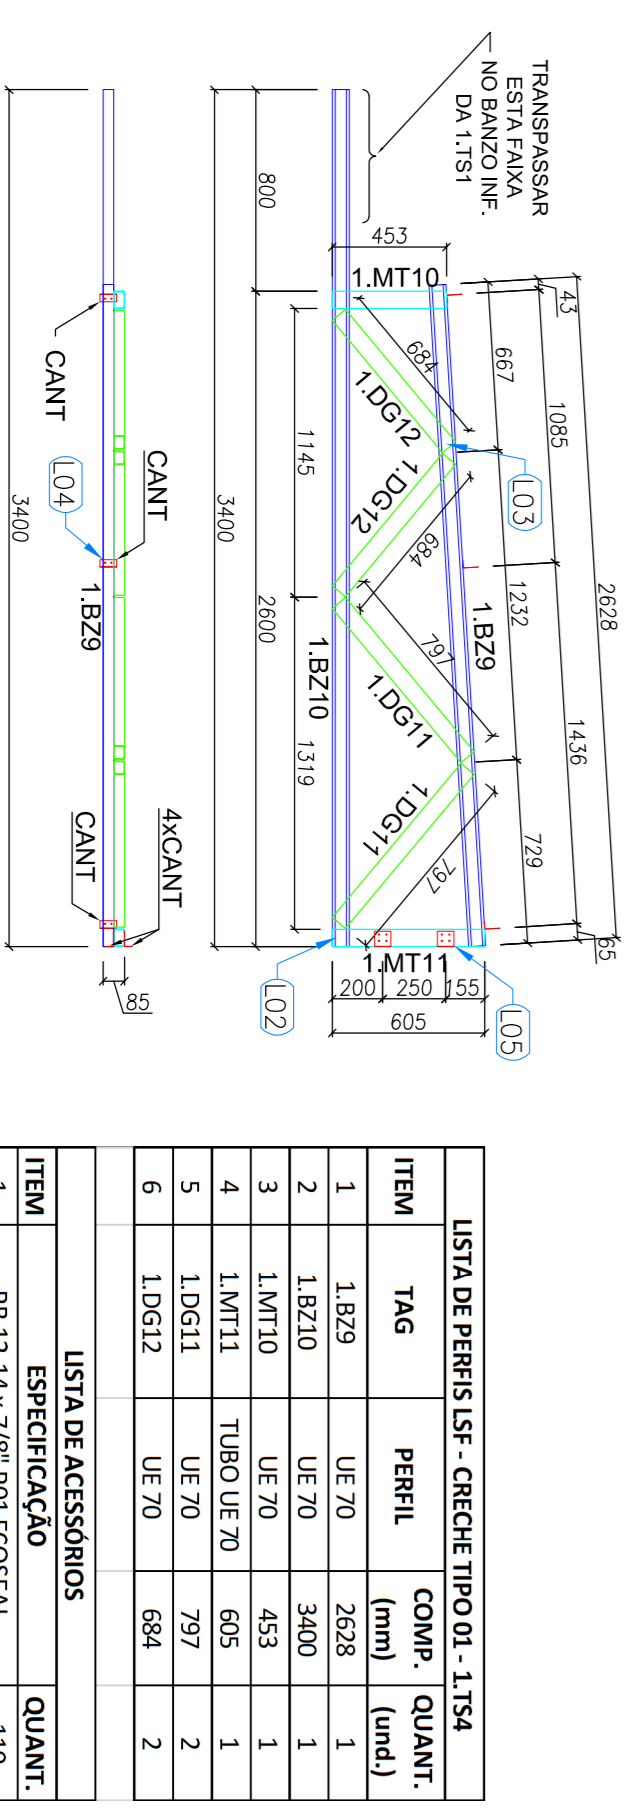 TRANSPASSAR
ESTA FAIXA
NO BANZO INF.
DA 1.TS1
2628
43
1085
1436
65
667
1232
729
L03
L05
453
1.MT10
684
1.DG12
1.DG12
684
1.BZ9
797
1.DG11
1.DG11
797
1.BZ10
1.MT11
200
250
155
605
L02
1145
1319
800
2600
3400
CANT
CANT
L04
1.BZ9
4xCANT
CANT
85
3400
LISTA DE PERFIS LSF - CRECHE TIPO 01 - 1.TS4
ITEM TAG PERFIL COMP. (mm) QUANT. (und.)
1 1.BZ9 UE 70 2628 1
2 1.BZ10 UE 70 3400 1
3 1.MT10 UE 70 453 1
4 1.MT11 TUBO UE 70 605 1
5 1.DG11 UE 70 797 2
6 1.DG12 UE 70 684 2
LISTA DE ACESSÓRIOS
ITEM ESPECIFICAÇÃO QUANT.